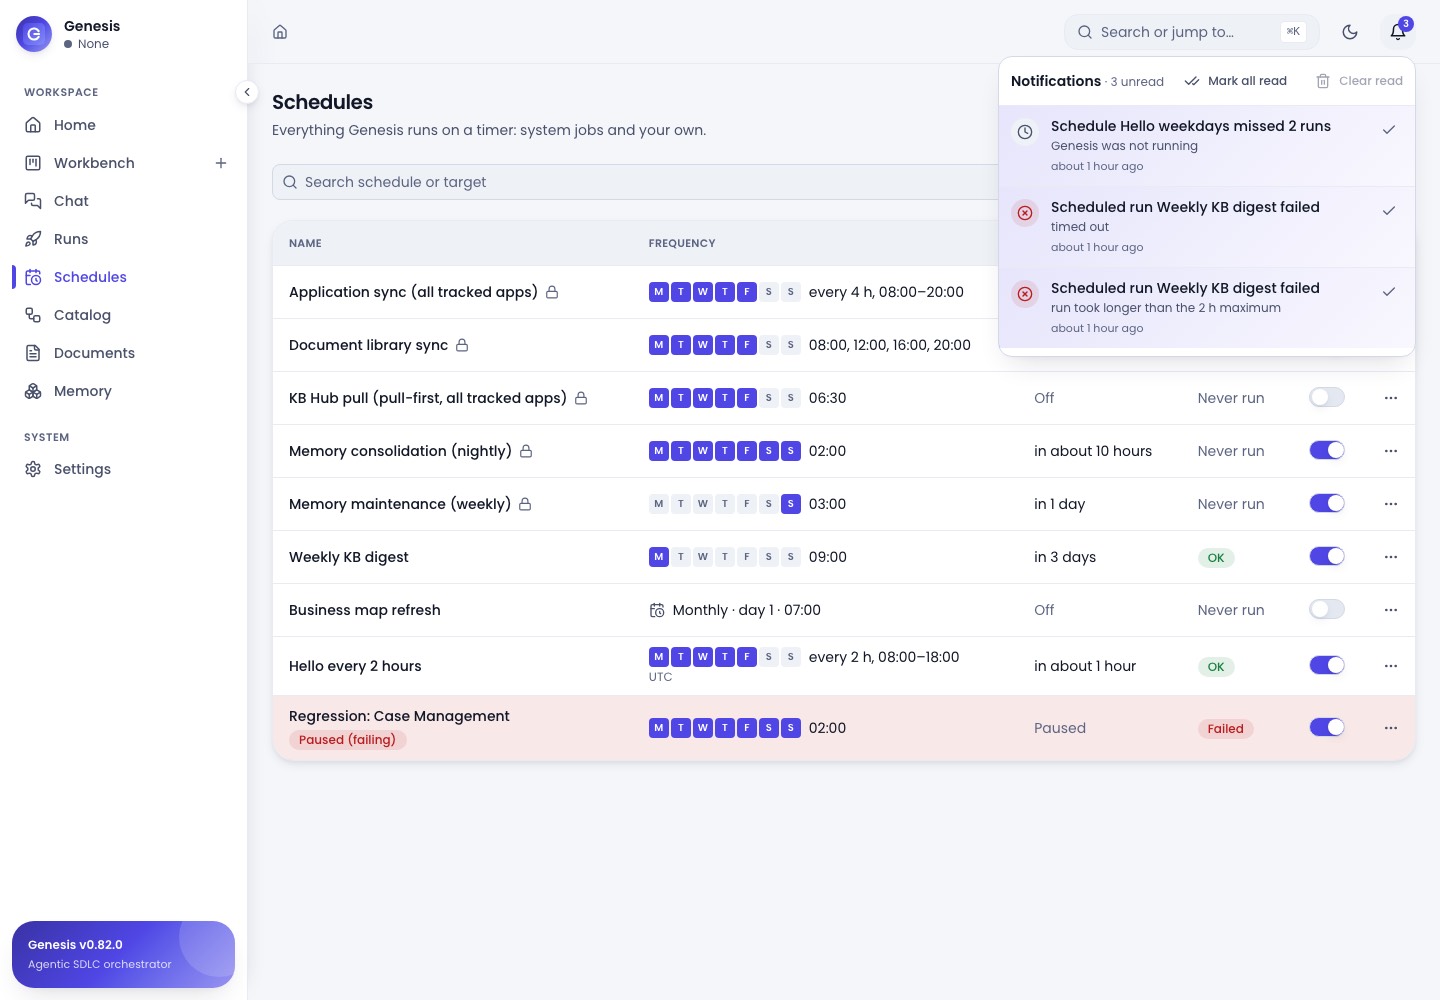 Genesis
None
WORKSPACE
Home
Workbench
Chat
Runs
Schedules
Catalog
Documents
Memory
SYSTEM
Settings
Genesis v0.82.0
Agentic SDLC orchestrator
Search or jump to…
⌘K
3
Schedules
Everything Genesis runs on a timer: system jobs and your own.
Search schedule or target
Notifications · 3 unread Mark all read Clear read
Schedule Hello weekdays missed 2 runs
Genesis was not running
about 1 hour ago
Scheduled run Weekly KB digest failed
timed out
about 1 hour ago
Scheduled run Weekly KB digest failed
run took longer than the 2 h maximum
about 1 hour ago
NAME FREQUENCY
Application sync (all tracked apps) M T W T F S S every 4 h, 08:00–20:00
Document library sync M T W T F S S 08:00, 12:00, 16:00, 20:00
KB Hub pull (pull-first, all tracked apps) M T W T F S S 06:30 Off Never run
Memory consolidation (nightly) M T W T F S S 02:00 in about 10 hours Never run
Memory maintenance (weekly) M T W T F S S 03:00 in 1 day Never run
Weekly KB digest M T W T F S S 09:00 in 3 days OK
Business map refresh Monthly · day 1 · 07:00 Off Never run
Hello every 2 hours M T W T F S S every 2 h, 08:00–18:00 in about 1 hour OK
UTC
Regression: Case Management M T W T F S S 02:00 Paused Failed
Paused (failing)